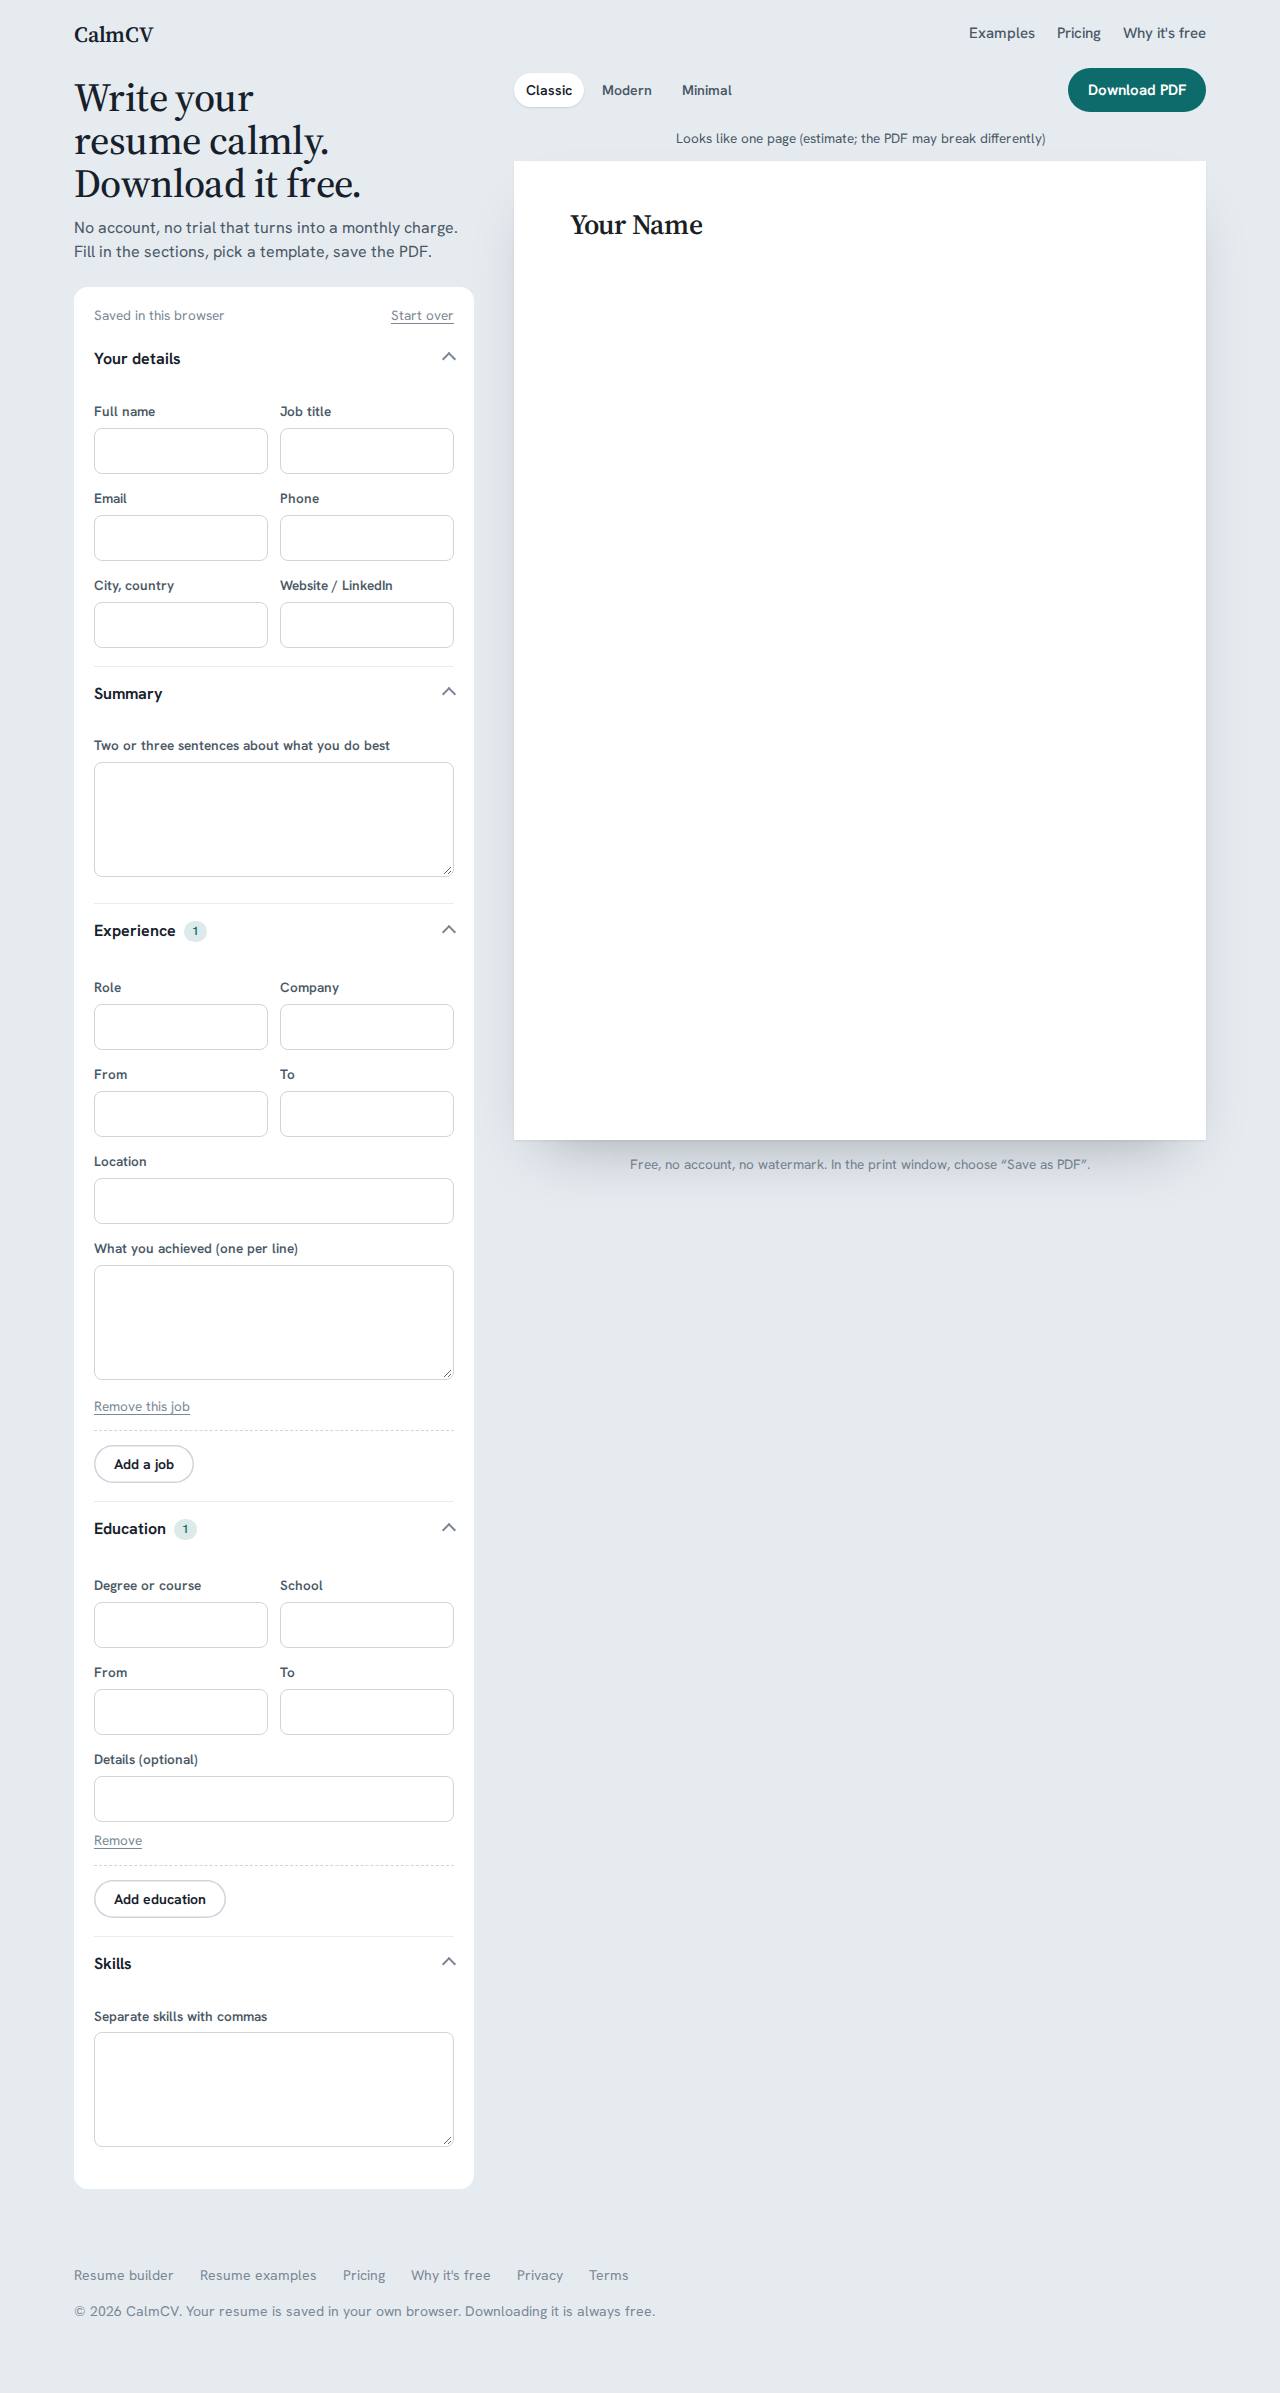 CalmCV
Examples
Pricing
Why it's free
Write your
resume calmly.
Download it free.
No account, no trial that turns into a monthly charge.
Fill in the sections, pick a template, save the PDF.
Saved in this browser
Start over
Your details
Full name
Job title
Email
Phone
City, country
Website / LinkedIn
Summary
Two or three sentences about what you do best
Experience 1
Role
Company
From
To
Location
What you achieved (one per line)
Remove this job
Add a job
Education 1
Degree or course
School
From
To
Details (optional)
Remove
Add education
Skills
Separate skills with commas
Classic
Modern
Minimal
Download PDF
Looks like one page (estimate; the PDF may break differently)
Your Name
Free, no account, no watermark. In the print window, choose “Save as PDF”.
Resume builder
Resume examples
Pricing
Why it's free
Privacy
Terms
© 2026 CalmCV. Your resume is saved in your own browser. Downloading it is always free.